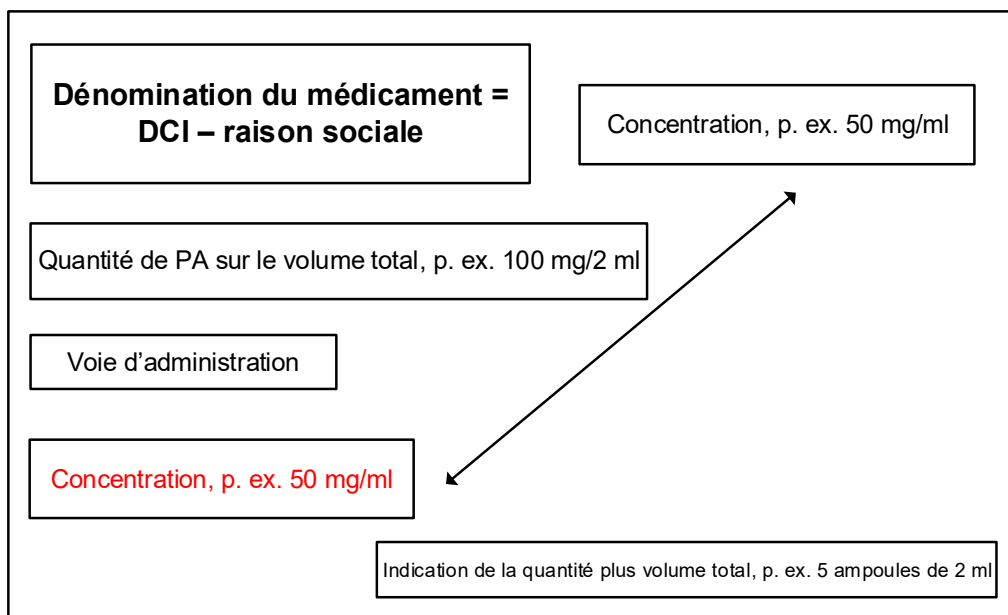 Dénomination du médicament =
DCI – raison sociale
Concentration, p. ex. 50 mg/ml
Quantité de PA sur le volume total, p. ex. 100 mg/2 ml
Voie d’administration
Concentration, p. ex. 50 mg/ml
Indication de la quantité plus volume total, p. ex. 5 ampoules de 2 ml